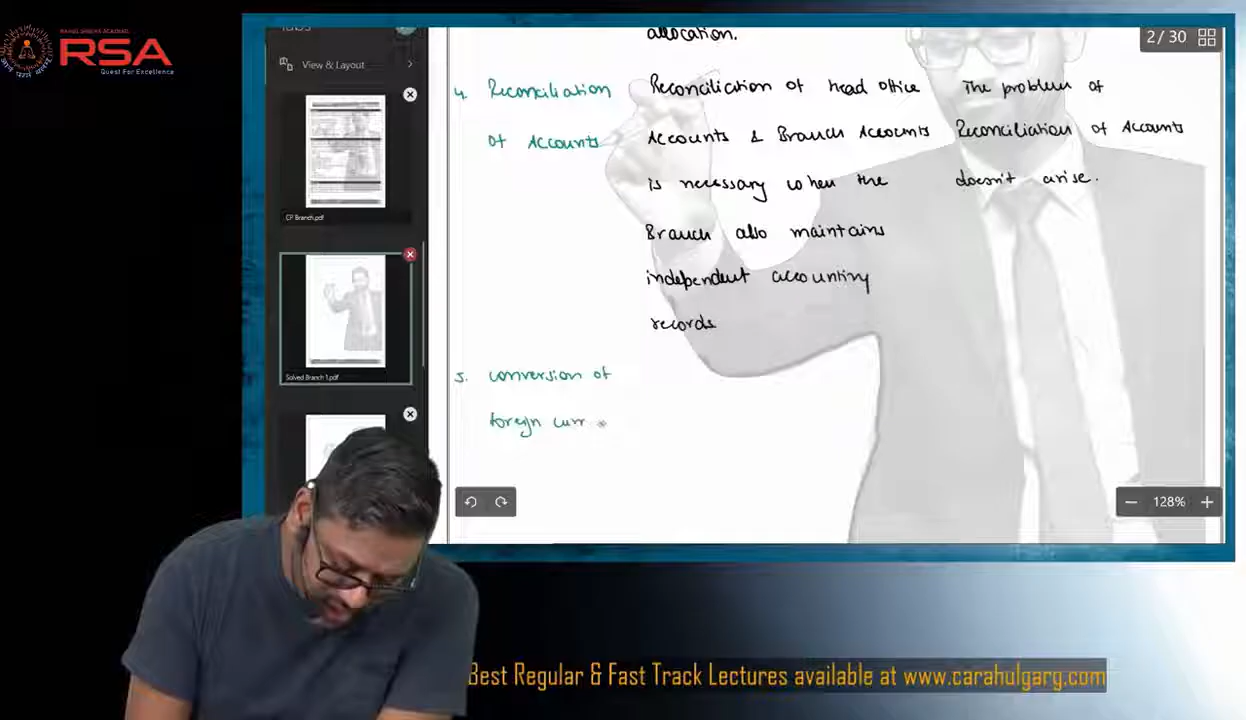 RSA
Quest For Excellence
View & Layout
CP Branch.pdf
Solved Branch 1.pdf
2 / 30
allocation.
4. Reconciliation of Accounts
Reconciliation of head office
Accounts & Branch Accounts
is necessary when the
Branch also maintains
independent accounting
records
The problem of
Reconciliation of Accounts
doesn't arise.
5. conversion of
foreign curr
128%
Best Regular & Fast Track Lectures available at www.carahulgarg.com